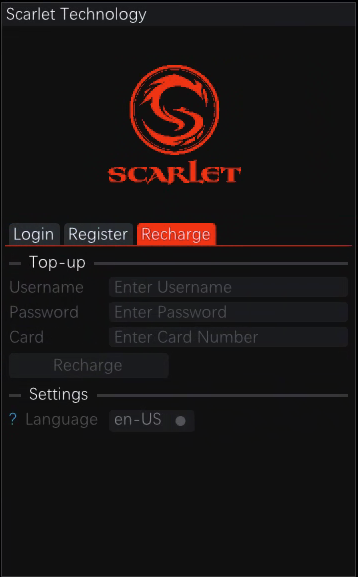 Scarlet Technology
SCARLET
Login Register Recharge
Top-up
Username Enter Username
Password Enter Password
Card Enter Card Number
Recharge
Settings
? Language en-US